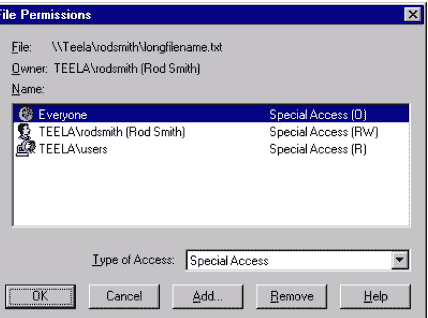 File Permissions
File: \\Teela\rodsmith\longfilename.txt
Owner: TEELA\rodsmith (Rod Smith)
Name:
Everyone Special Access (O)
TEELA\rodsmith (Rod Smith) Special Access (RW)
TEELA\users Special Access (R)
Type of Access: Special Access
OK Cancel Add... Remove Help